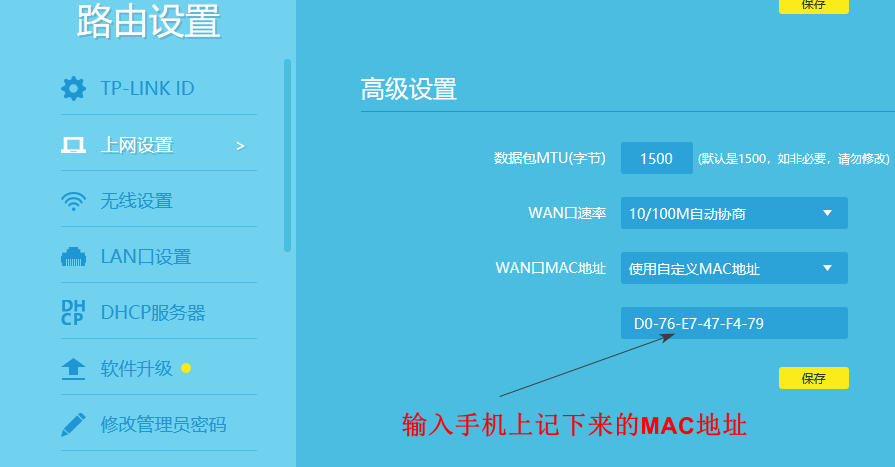 路由设置
TP-LINK ID
上网设置 >
无线设置
LAN口设置
DHCP
DHCP服务器
软件升级
修改管理员密码
保存
高级设置
数据包MTU(字节) 1500 (默认是1500，如非必要，请勿修改)
WAN口速率 10/100M自动协商
WAN口MAC地址 使用自定义MAC地址
D0-76-E7-47-F4-79
保存
输入手机上记下来的MAC地址